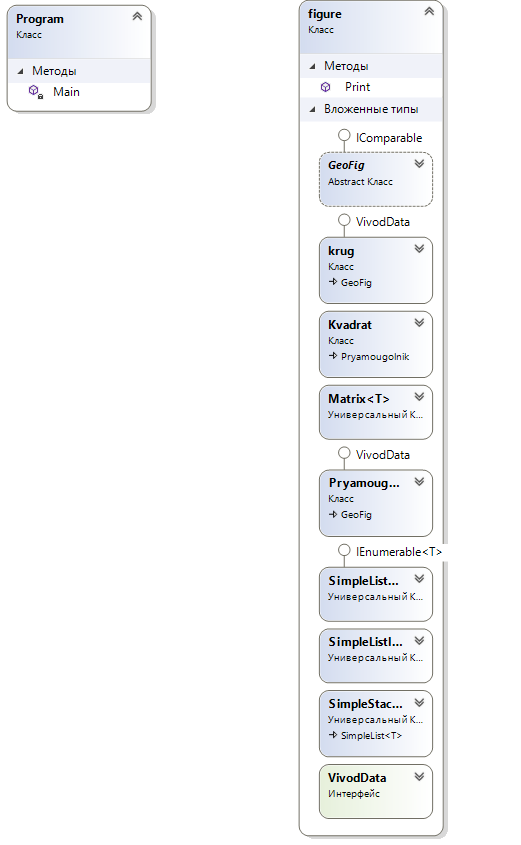 Program
Класс
Методы
Main
figure
Класс
Методы
Print
Вложенные типы
IComparable
GeoFig
Abstract Класс
VivodData
krug
Класс
GeoFig
Kvadrat
Класс
Pryamougolnik
Matrix<T>
Универсальный К...
VivodData
Pryamoug...
Класс
GeoFig
IEnumerable<T>
SimpleList...
Универсальный К...
SimpleListI...
Универсальный К...
SimpleStac...
Универсальный К...
SimpleList<T>
VivodData
Интерфейс